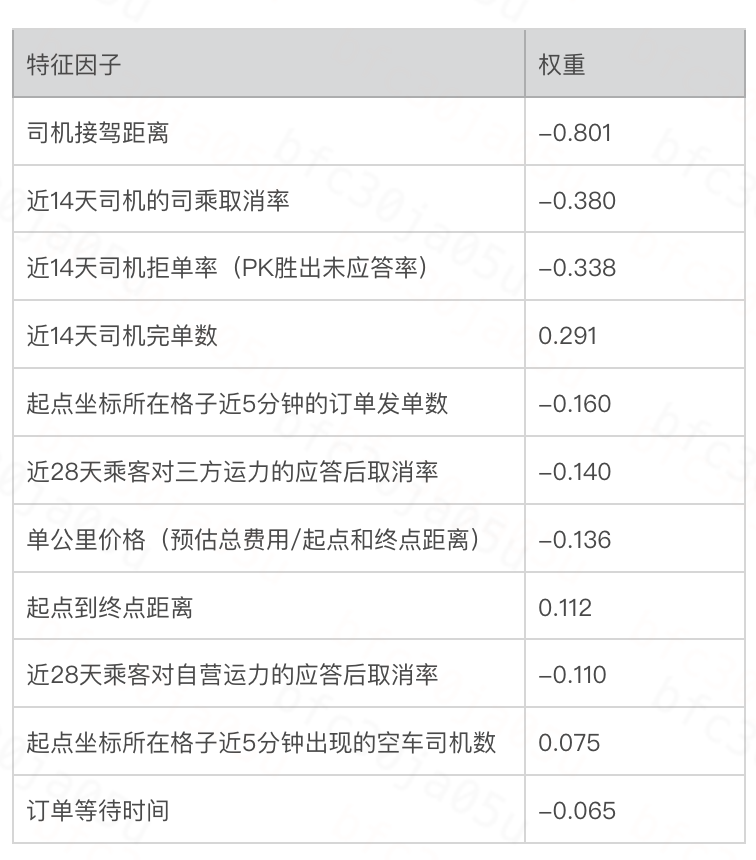 特征因子 权重
司机接驾距离 −0.801
近14天司机的司乘取消率 −0.380
近14天司机拒单率（PK胜出未应答率） −0.338
近14天司机完单数 0.291
起点坐标所在格子近5分钟的订单发单数 −0.160
近28天乘客对三方运力的应答后取消率 −0.140
单公里价格（预估总费用/起点和终点距离） −0.136
起点到终点距离 0.112
近28天乘客对自营运力的应答后取消率 −0.110
起点坐标所在格子近5分钟出现的空车司机数 0.075
订单等待时间 −0.065